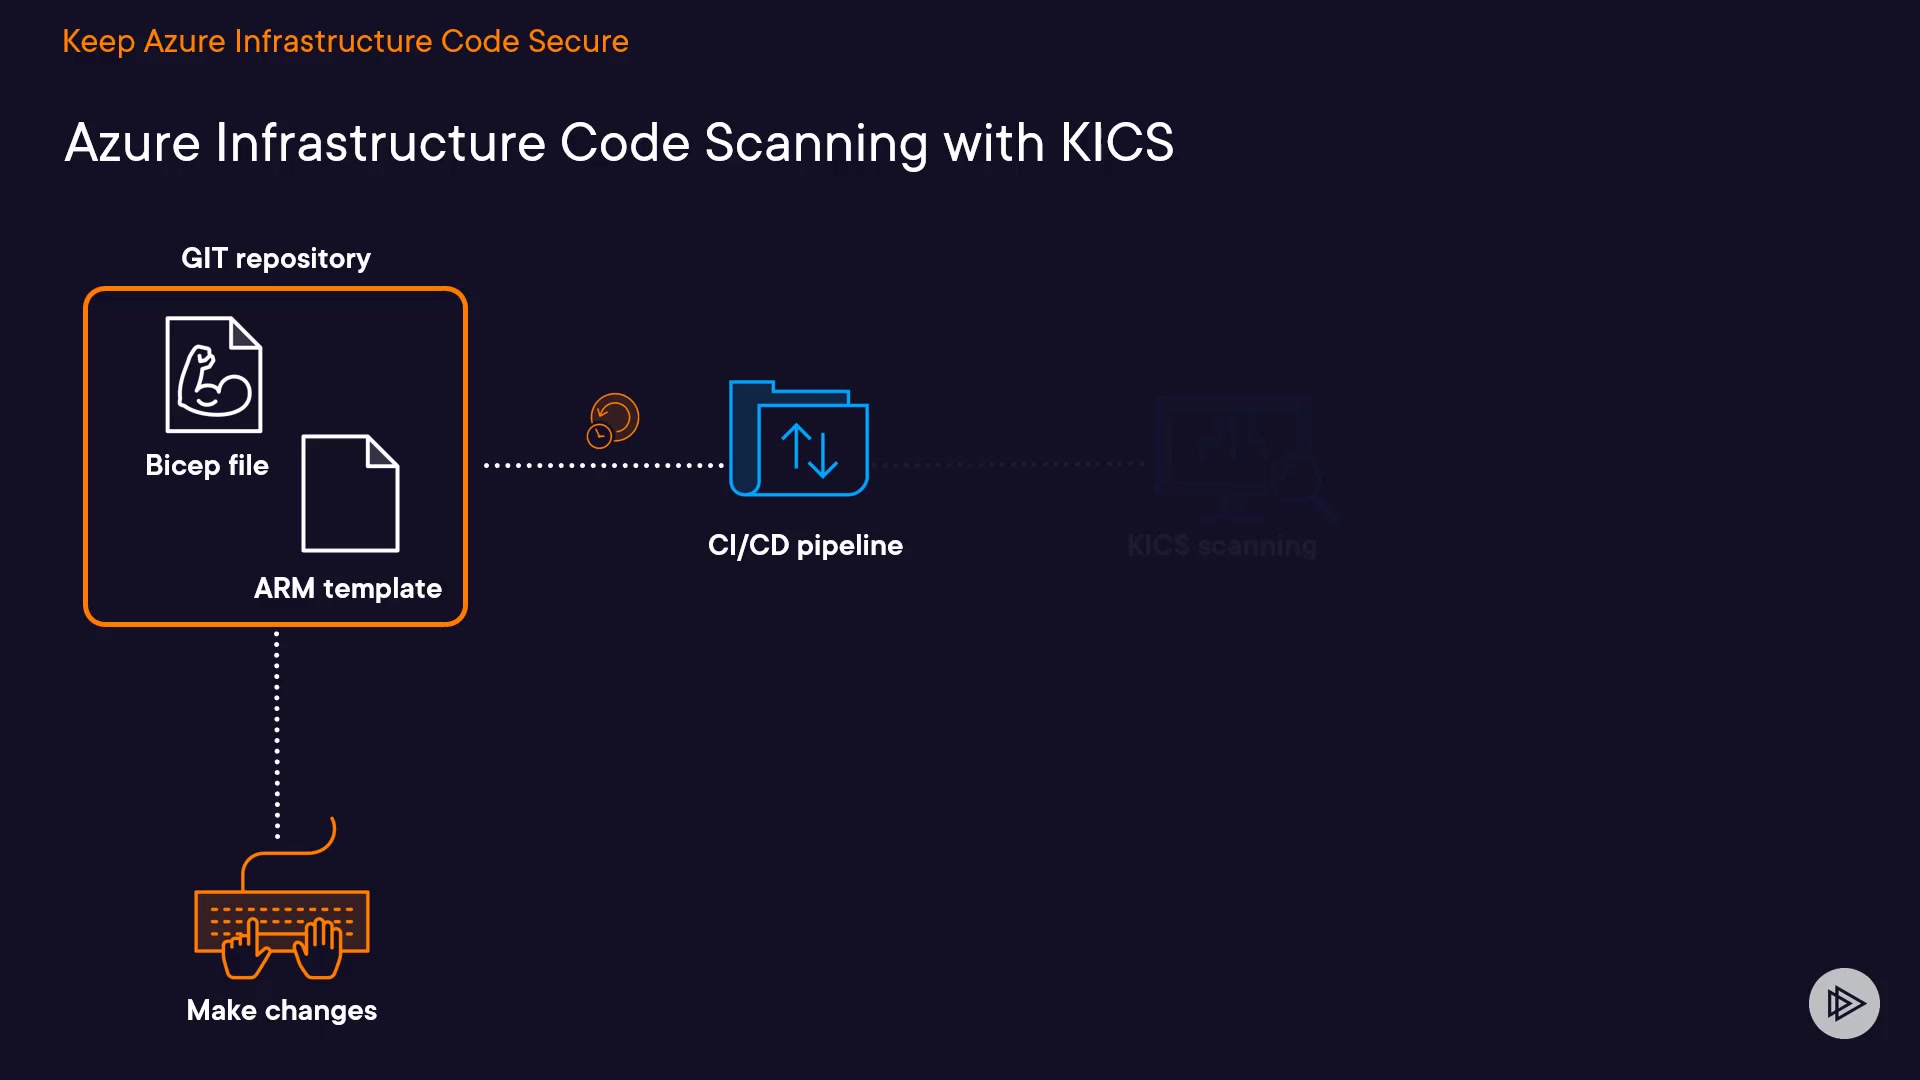 Keep Azure Infrastructure Code Secure
Azure Infrastructure Code Scanning with KICS
GIT repository
Bicep file
ARM template
CI/CD pipeline
KICS scanning
Make changes